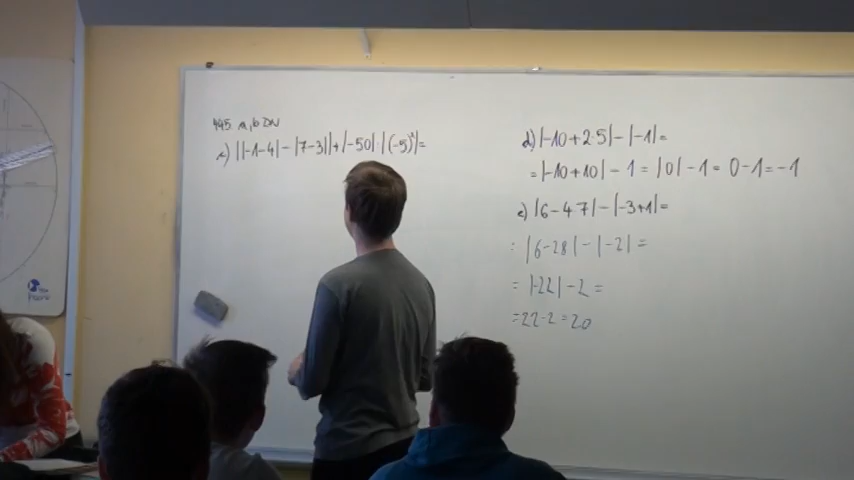 445. a, b DN
c) ||-1-4| - |7-3|| + |-50| · |(-5)²| =
d) |-10+2·5| - |-1| =
= |-10+10| - 1 = |0| - 1 = 0-1 = -1
e) |6-4·7| - |-3+1| =
= |6-28| - |-2| =
= |-22| - 2 =
= 22-2 = 20